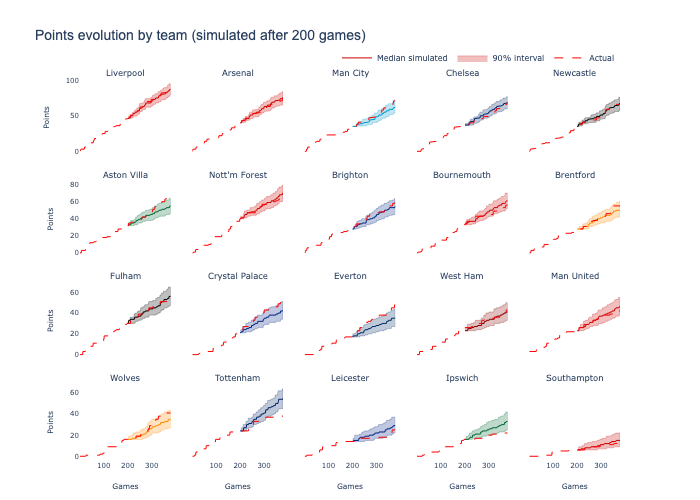 Points evolution by team (simulated after 200 games)
Median simulated 90% interval Actual
Liverpool Arsenal Man City Chelsea Newcastle
100
50
0
Points
Aston Villa Nott'm Forest Brighton Bournemouth Brentford
80
60
40
20
0
Points
Fulham Crystal Palace Everton West Ham Man United
60
40
20
0
Points
Wolves Tottenham Leicester Ipswich Southampton
60
40
20
0
Points
100 200 300 100 200 300 100 200 300 100 200 300 100 200 300
Games Games Games Games Games